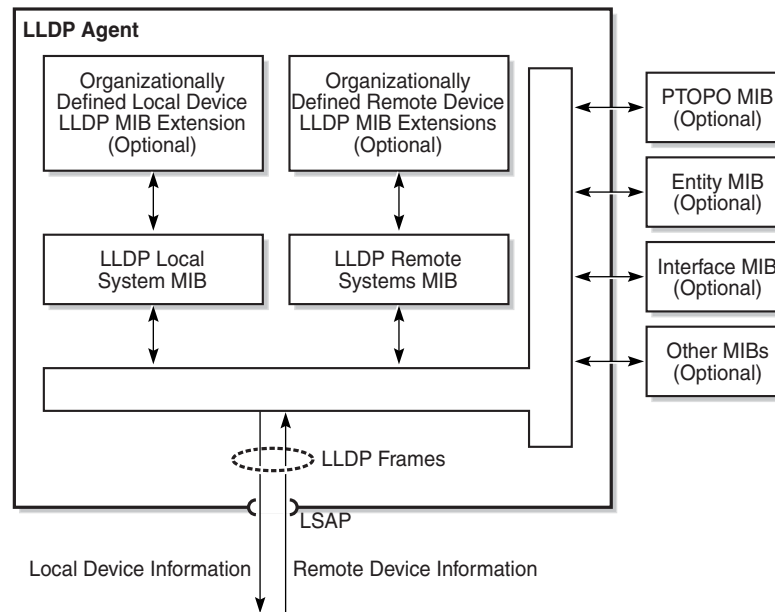 LLDP Agent
Organizationally
Defined Local Device
LLDP MIB Extension
(Optional)
Organizationally
Defined Remote Device
LLDP MIB Extensions
(Optional)
PTOPO MIB
(Optional)
Entity MIB
(Optional)
LLDP Local
System MIB
LLDP Remote
Systems MIB
Interface MIB
(Optional)
Other MIBs
(Optional)
LLDP Frames
LSAP
Local Device Information
Remote Device Information